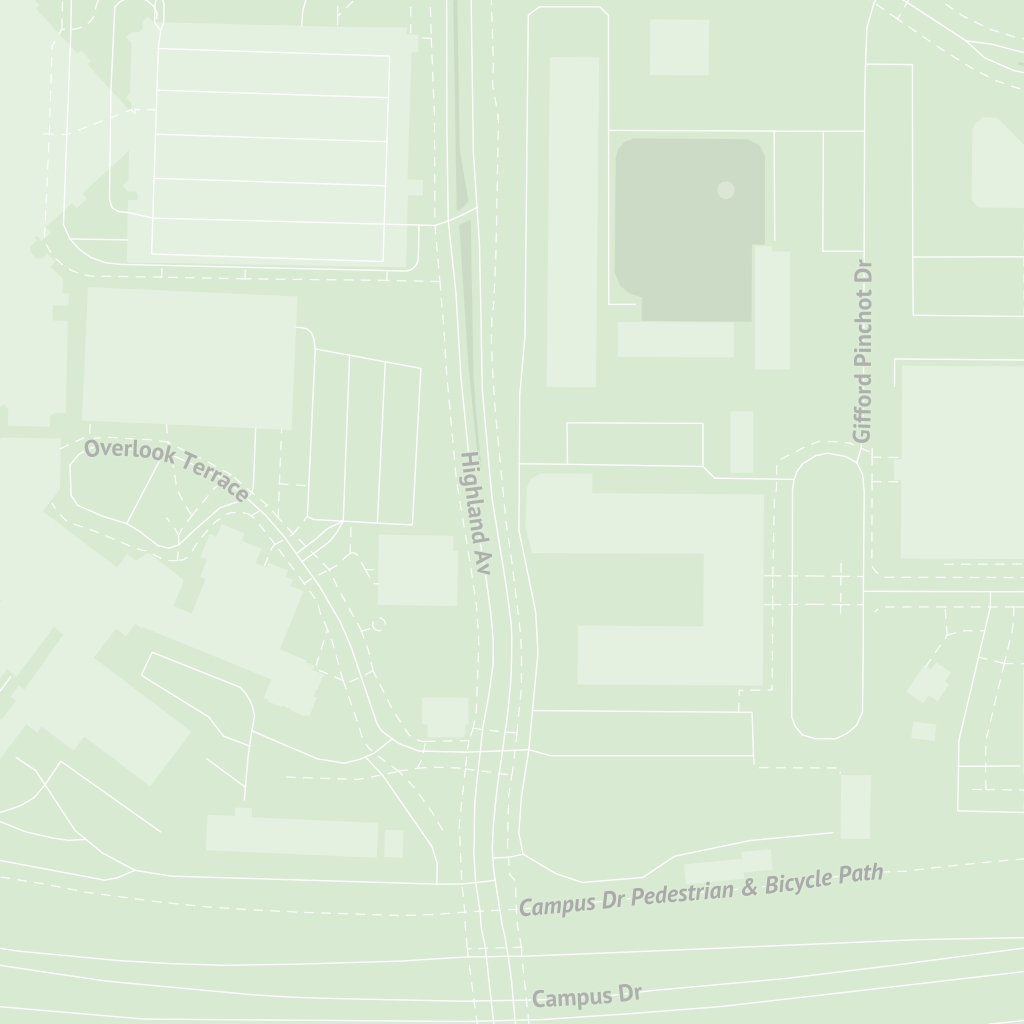 Gifford Pinchot Dr
Overlook Terrace
Highland Av
Campus Dr Pedestrian & Bicycle Path
Campus Dr